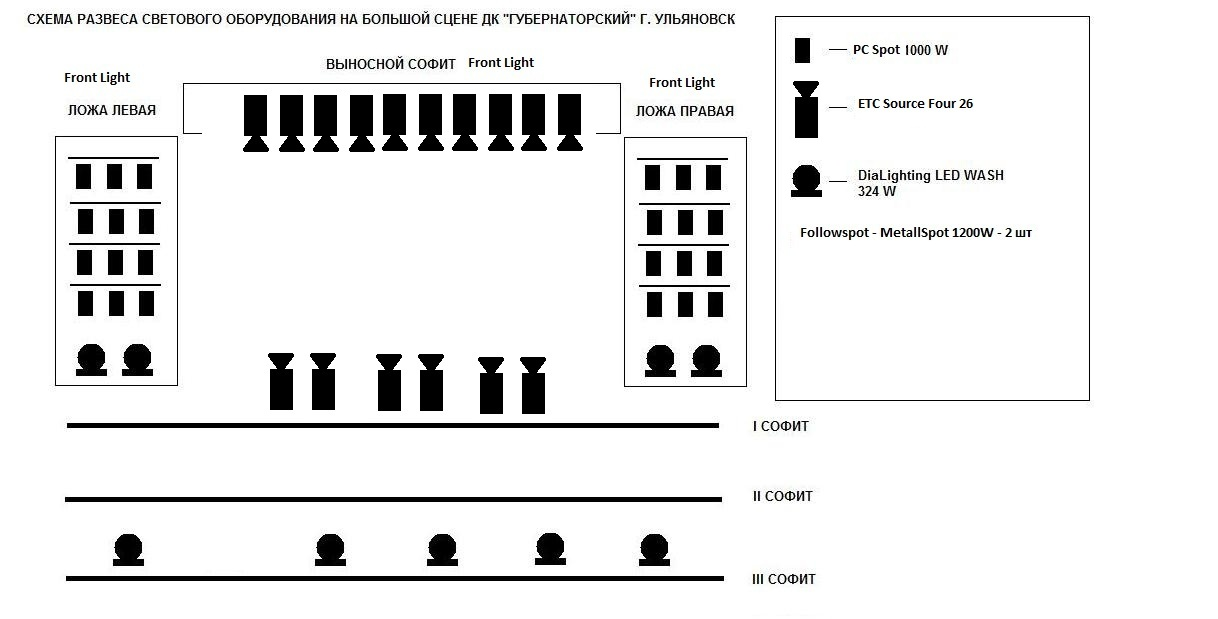 СХЕМА РАЗВЕСА СВЕТОВОГО ОБОРУДОВАНИЯ НА БОЛЬШОЙ СЦЕНЕ ДК "ГУБЕРНАТОРСКИЙ" Г. УЛЬЯНОВСК
Front Light
ЛОЖА ЛЕВАЯ
ВЫНОСНОЙ СОФИТ Front Light
Front Light
ЛОЖА ПРАВАЯ
PC Spot 1000 W
ETC Source Four 26
DiaLighting LED WASH
324 W
Followspot - MetallSpot 1200W - 2 шт
I СОФИТ
II СОФИТ
III СОФИТ